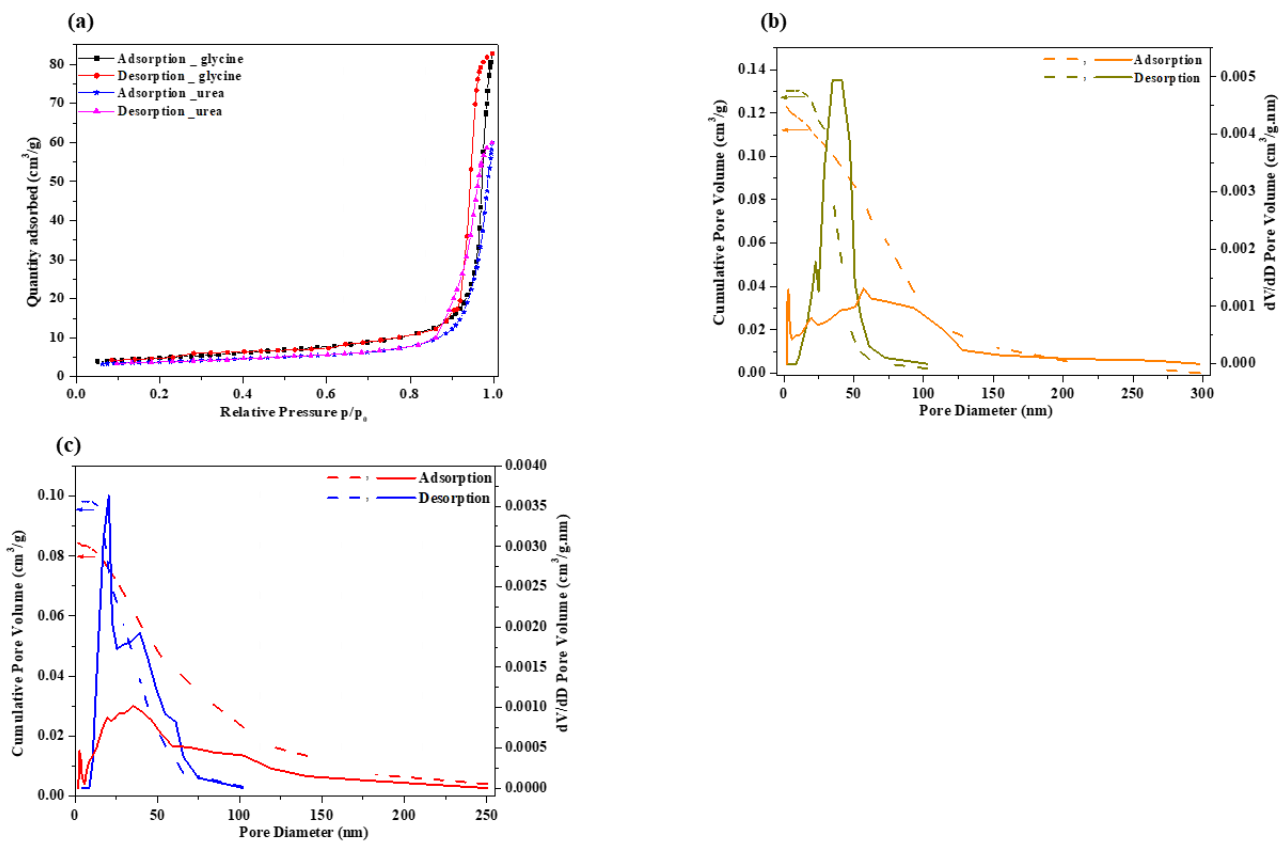 (a)
Adsorption _ glycine
Desorption _ glycine
Adsorption _urea
Desorption _urea
80
70
60
50
40
30
20
10
0
Quantity adsorbed (cm³/g)
0.0 0.2 0.4 0.6 0.8 1.0
Relative Pressure p/p₀
(b)
Adsorption
Desorption
0.14
0.12
0.10
0.08
0.06
0.04
0.02
0.00
Cumulative Pore Volume (cm³/g)
0.005
0.004
0.003
0.002
0.001
0.000
dV/dD Pore Volume (cm³/g.nm)
0 50 100 150 200 250 300
Pore Diameter (nm)
(c)
Adsorption
Desorption
0.10
0.08
0.06
0.04
0.02
0.00
Cumulative Pore Volume (cm³/g)
0.0040
0.0035
0.0030
0.0025
0.0020
0.0015
0.0010
0.0005
0.0000
dV/dD Pore Volume (cm³/g.nm)
0 50 100 150 200 250
Pore Diameter (nm)